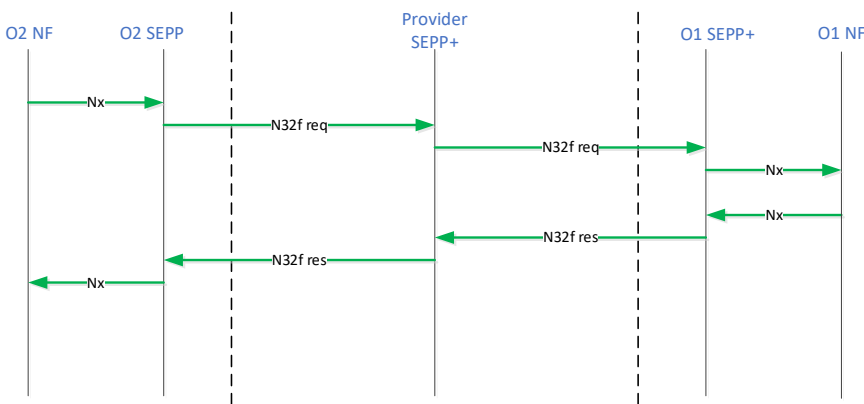 Provider
O2 NF
O2 SEPP
SEPP+
O1 SEPP+
O1 NF
Nx
N32f req
N32f req
Nx
Nx
N32f res
N32f res
Nx